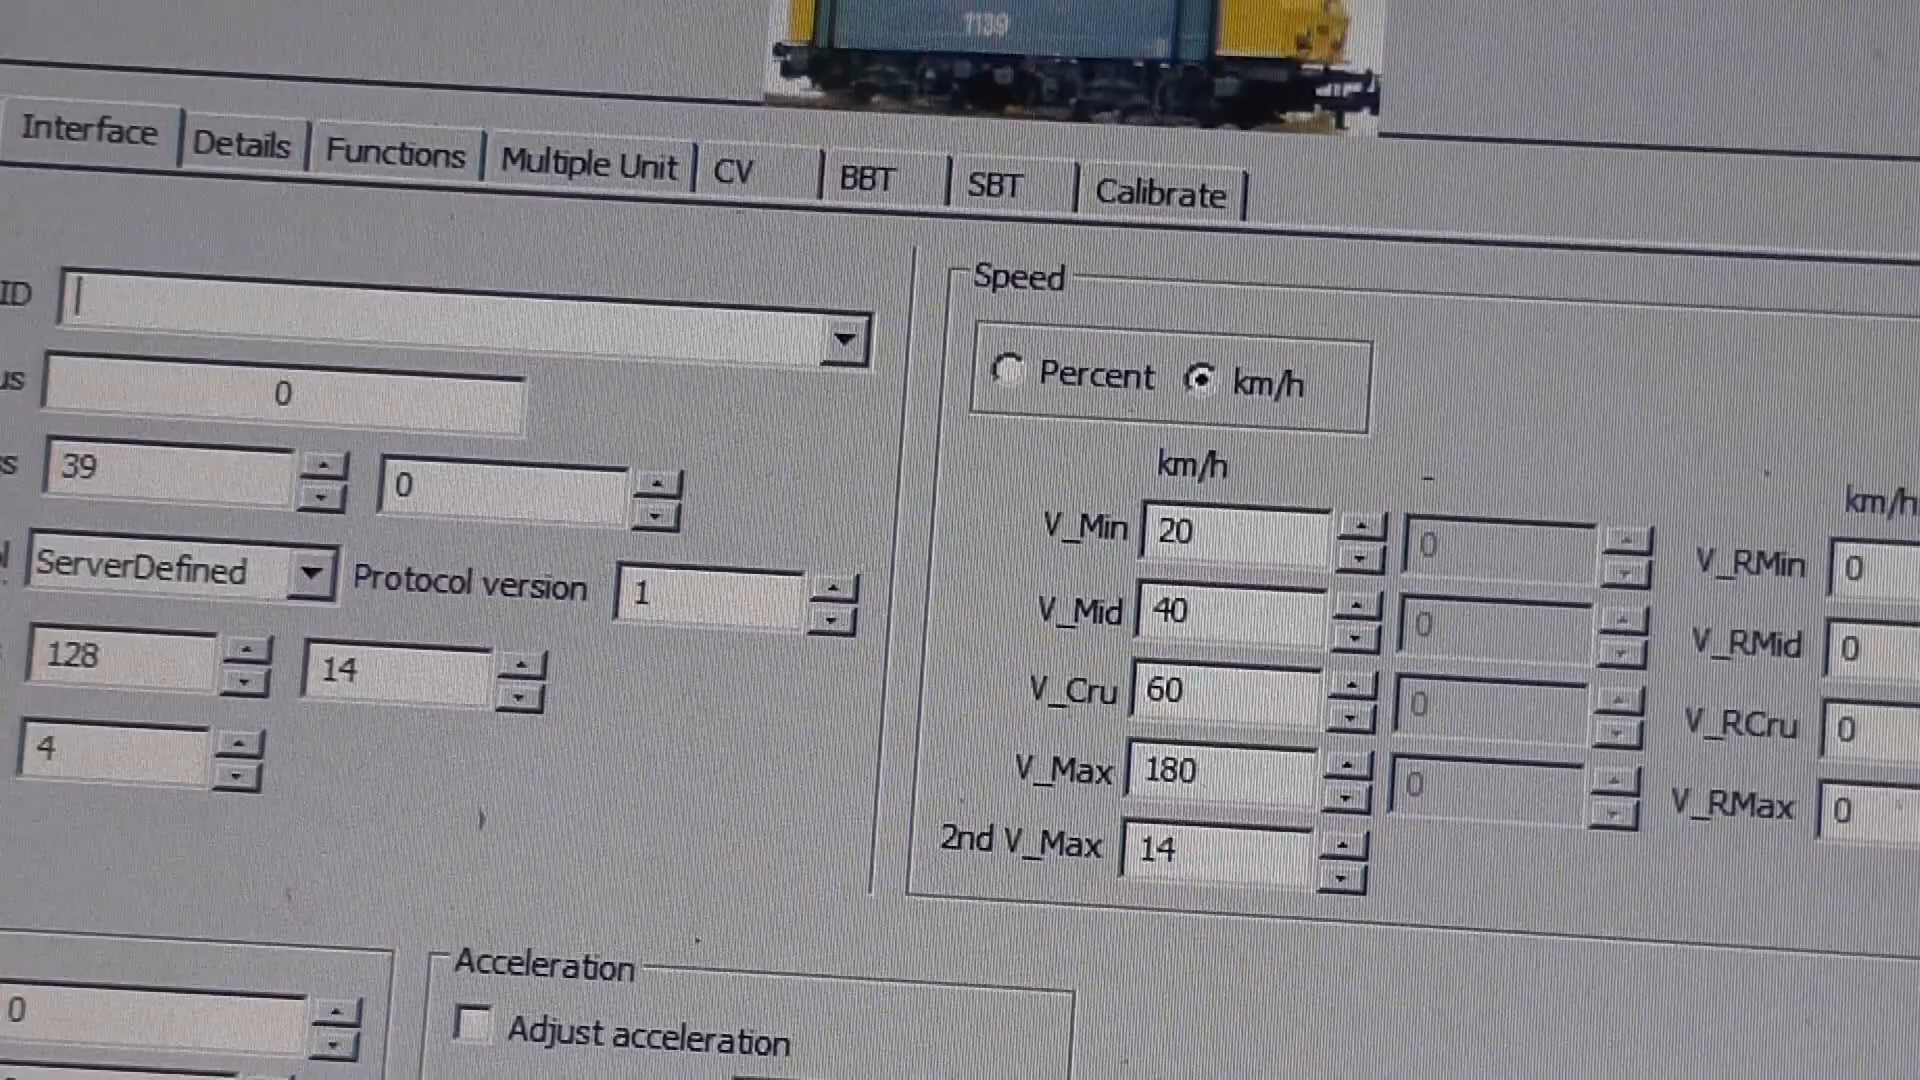 1139
Interface Details Functions Multiple Unit CV BBT SBT Calibrate
ID
Speed
Percent km/h
0
km/h - km/h
39 0
V_Min 20 0 V_RMin 0
ServerDefined Protocol version 1
V_Mid 40 0 V_RMid 0
128 14
V_Cru 60 0 V_RCru 0
4
V_Max 180 0 V_RMax 0
2nd V_Max 14
Acceleration
0
Adjust acceleration